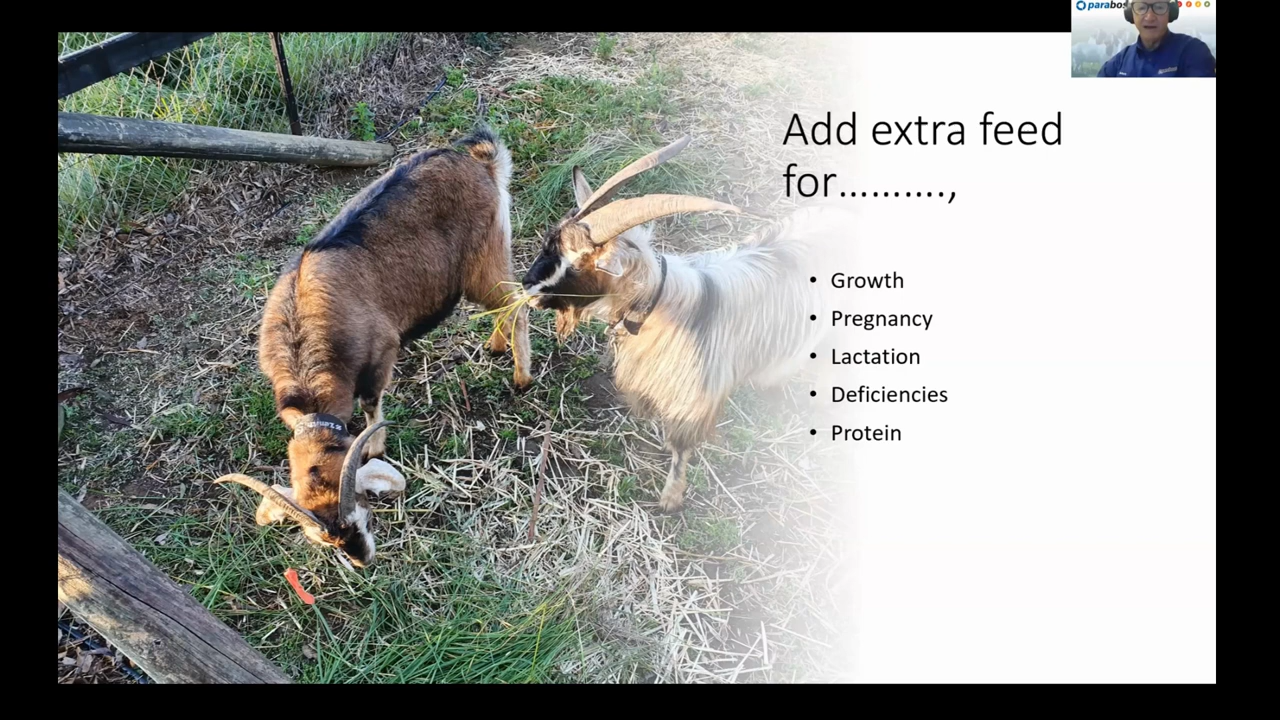 parabos
Add extra feed
for……….,
• Growth
• Pregnancy
• Lactation
• Deficiencies
• Protein